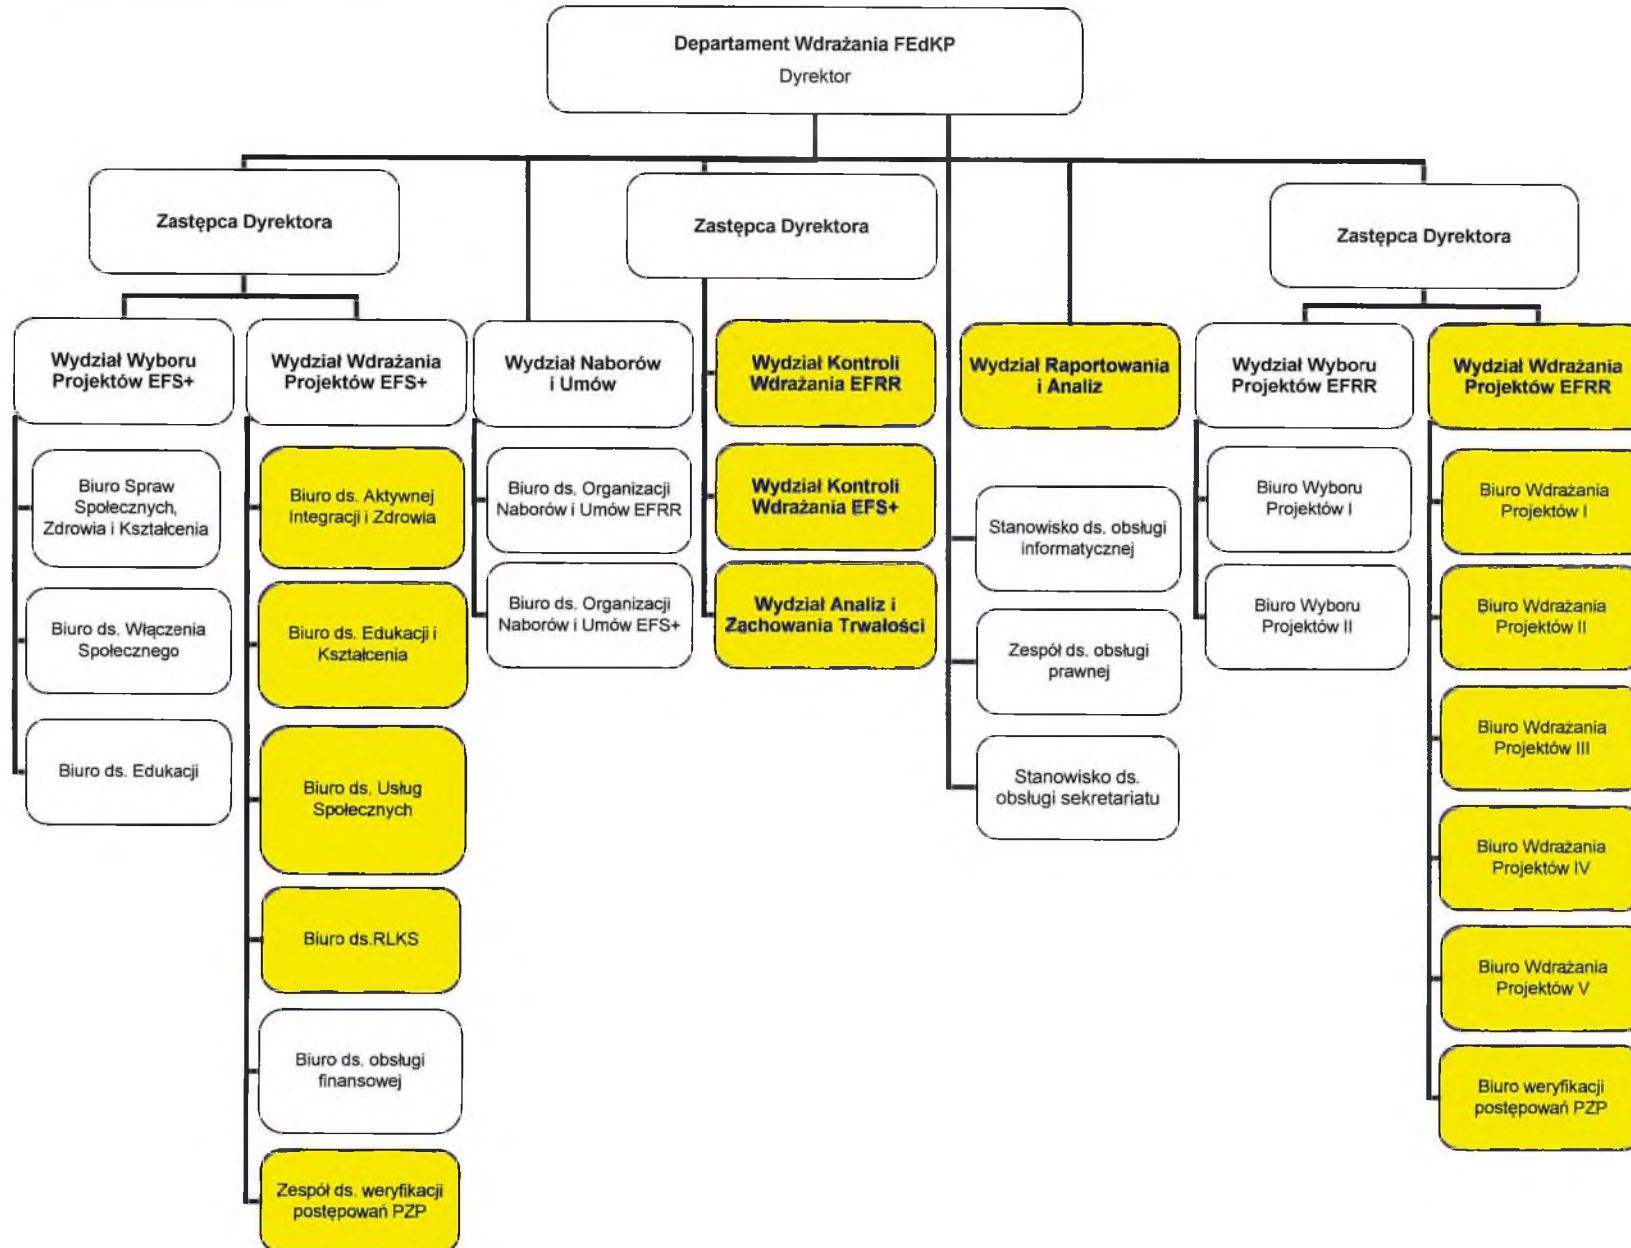 Departament Wdrażania FEdKP
Dyrektor
Zastępca Dyrektora
Zastępca Dyrektora
Zastępca Dyrektora
Wydział Wyboru
Projektów EFS+
Wydział Wdrażania
Projektów EFS+
Wydział Naborów
i Umów
Wydział Kontroli
Wdrażania EFRR
Wydział Raportowania
i Analiz
Wydział Wyboru
Projektów EFRR
Wydział Wdrażania
Projektów EFRR
Biuro Spraw
Społecznych,
Zdrowia i Kształcenia
Biuro ds. Włączenia
Społecznego
Biuro ds. Edukacji
Biuro ds. Aktywnej
Integracji i Zdrowia
Biuro ds. Edukacji i
Kształcenia
Biuro ds. Usług
Społecznych
Biuro ds.RLKS
Biuro ds. obsługi
finansowej
Zespół ds. weryfikacji
postępowań PZP
Biuro ds. Organizacji
Naborów i Umów EFRR
Biuro ds. Organizacji
Naborów i Umów EFS+
Wydział Kontroli
Wdrażania EFS+
Wydział Analiz i
Zachowania Trwałości
Stanowisko ds. obsługi
informatycznej
Zespół ds. obsługi
prawnej
Stanowisko ds.
obsługi sekretariatu
Biuro Wyboru
Projektów I
Biuro Wyboru
Projektów II
Biuro Wdrażania
Projektów I
Biuro Wdrażania
Projektów II
Biuro Wdrażania
Projektów III
Biuro Wdrażania
Projektów IV
Biuro Wdrażania
Projektów V
Biuro weryfikacji
postępowań PZP